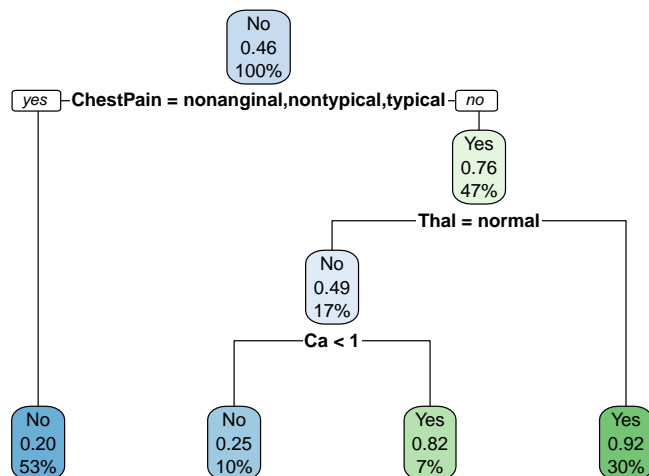 No
0.46
100%
yes ChestPain = nonanginal,nontypical,typical no
Yes
0.76
47%
Thal = normal
No
0.49
17%
Ca < 1
No
0.20
53%
No
0.25
10%
Yes
0.82
7%
Yes
0.92
30%